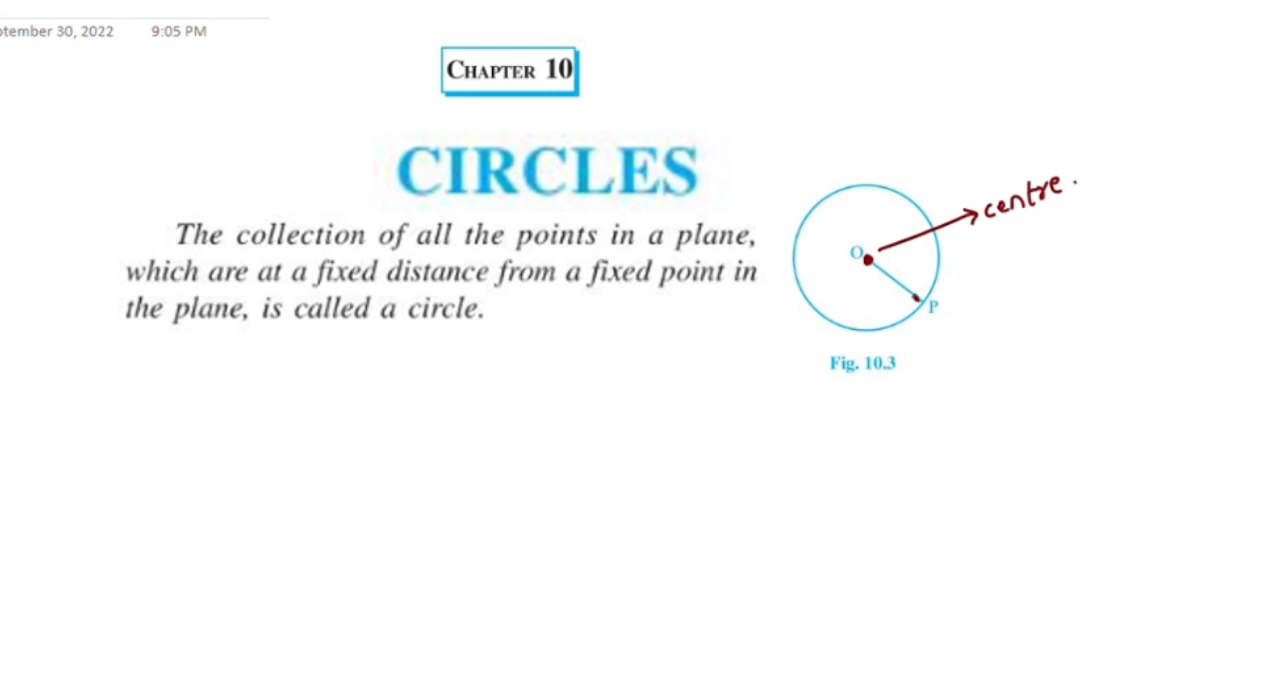 ptember 30, 2022 9:05 PM
CHAPTER 10
CIRCLES
The collection of all the points in a plane,
which are at a fixed distance from a fixed point in
the plane, is called a circle.
centre.
O
P
Fig. 10.3